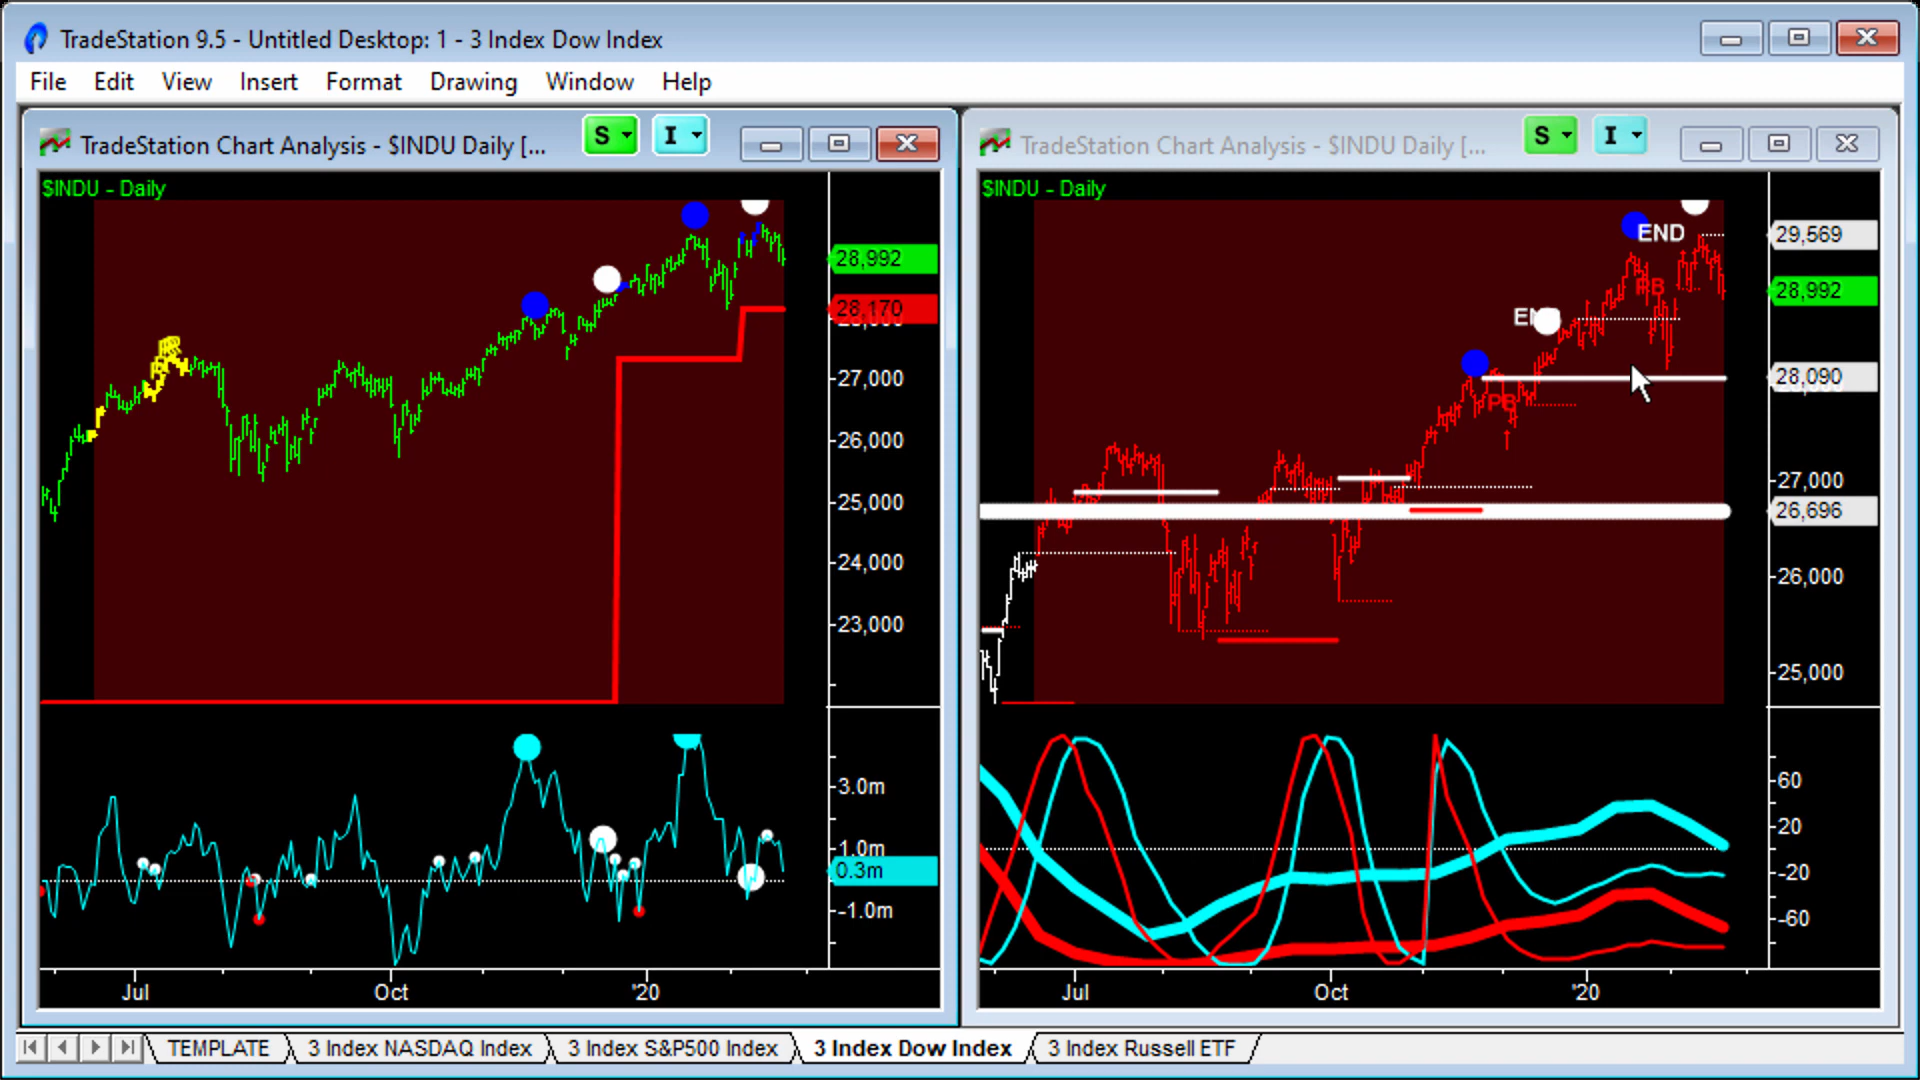 TradeStation 9.5 - Untitled Desktop: 1 - 3 Index Dow Index
File Edit View Insert Format Drawing Window Help
TradeStation Chart Analysis - $INDU Daily [...
S I
$INDU - Daily
28,992
28,170
27,000
26,000
25,000
24,000
23,000
3.0m
1.0m
0.3m
-1.0m
Jul Oct '20
TradeStation Chart Analysis - $INDU Daily [...
S I
$INDU - Daily
END
PB
PB
29,569
28,992
28,090
27,000
26,696
26,000
25,000
60
20
-20
-60
Jul Oct '20
TEMPLATE 3 Index NASDAQ Index 3 Index S&P500 Index 3 Index Dow Index 3 Index Russell ETF